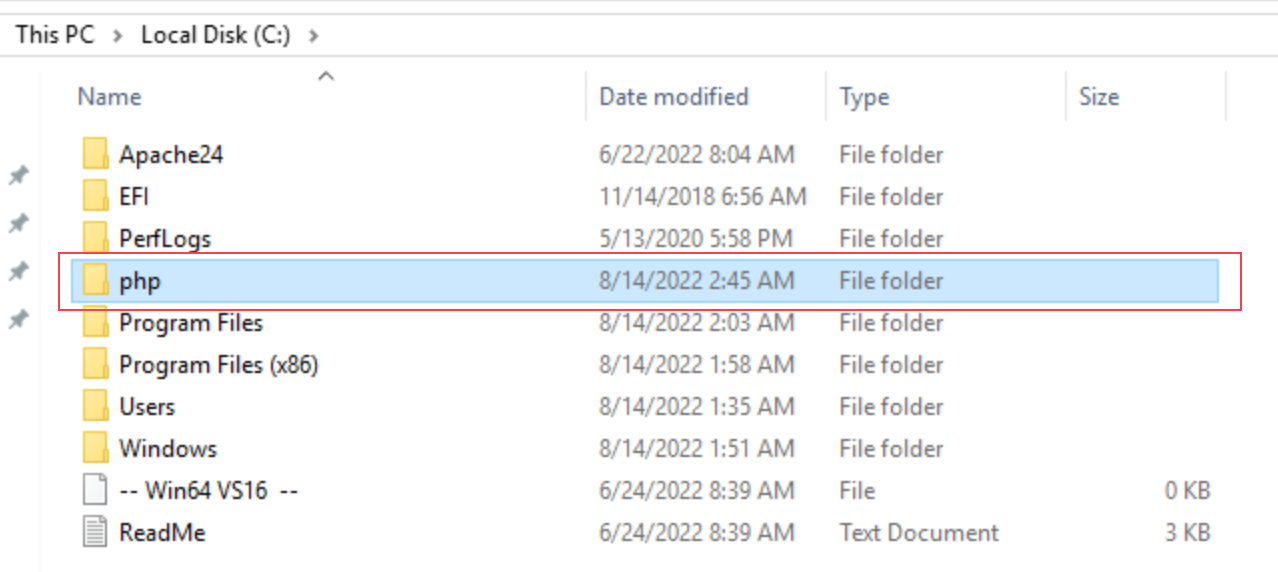 This PC > Local Disk (C:) >
Name Date modified Type Size
Apache24 6/22/2022 8:04 AM File folder
EFI 11/14/2018 6:56 AM File folder
PerfLogs 5/13/2020 5:58 PM File folder
php 8/14/2022 2:45 AM File folder
Program Files 8/14/2022 2:03 AM File folder
Program Files (x86) 8/14/2022 1:58 AM File folder
Users 8/14/2022 1:35 AM File folder
Windows 8/14/2022 1:51 AM File folder
-- Win64 VS16  -- 6/24/2022 8:39 AM File 0 KB
ReadMe 6/24/2022 8:39 AM Text Document 3 KB